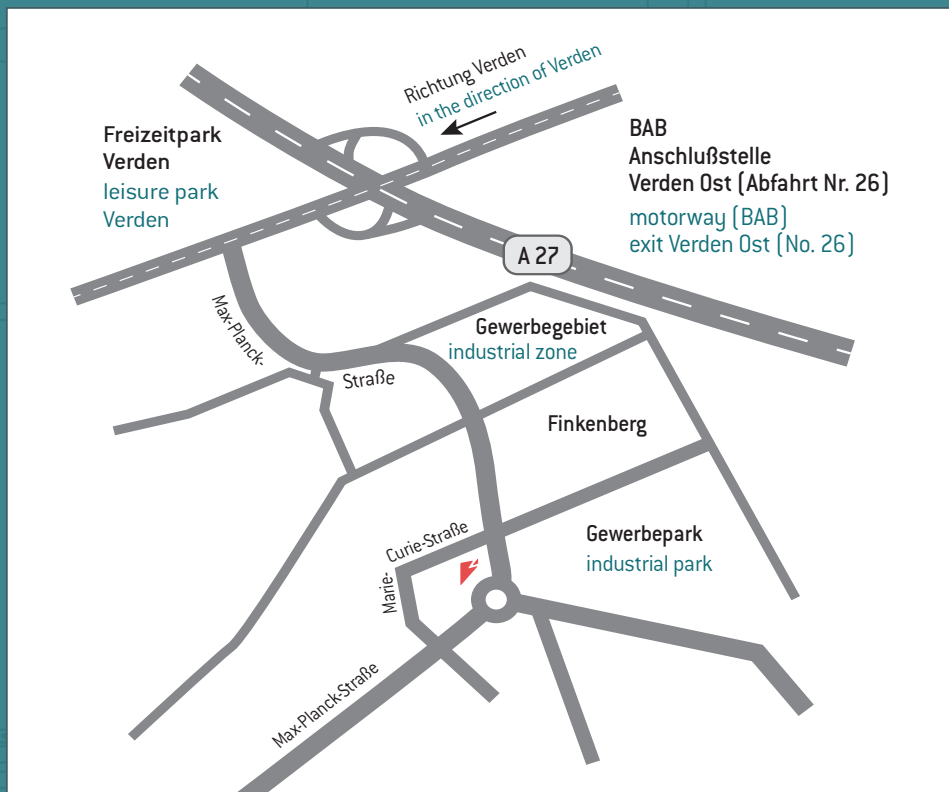 Richtung Verden
in the direction of Verden
Freizeitpark
Verden
leisure park
Verden
BAB
Anschlußstelle
Verden Ost (Abfahrt Nr. 26)
motorway (BAB)
exit Verden Ost (No. 26)
A 27
Max-Planck-
Straße
Gewerbegebiet
industrial zone
Finkenberg
Gewerbepark
industrial park
Marie-
Curie-Straße
Max-Planck-Straße